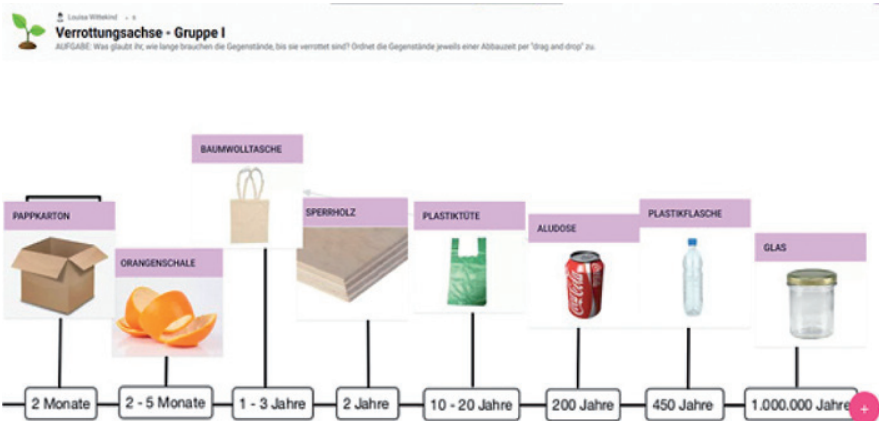 Louisa Wittekind + 6
Verrottungsachse - Gruppe I
AUFGABE: Was glaubt ihr, wie lange brauchen die Gegenstände, bis sie verrottet sind? Ordnet die Gegenstände jeweils einer Abbauzeit per "drag and drop" zu.
BAUMWOLLTASCHE
PAPPKARTON
SPERRHOLZ
PLASTIKTÜTE
PLASTIKFLASCHE
ALUDOSE
GLAS
ORANGENSCHALE
Coca-Cola
2 Monate
2 - 5 Monate
1 - 3 Jahre
2 Jahre
10 - 20 Jahre
200 Jahre
450 Jahre
1.000.000 Jahre
+